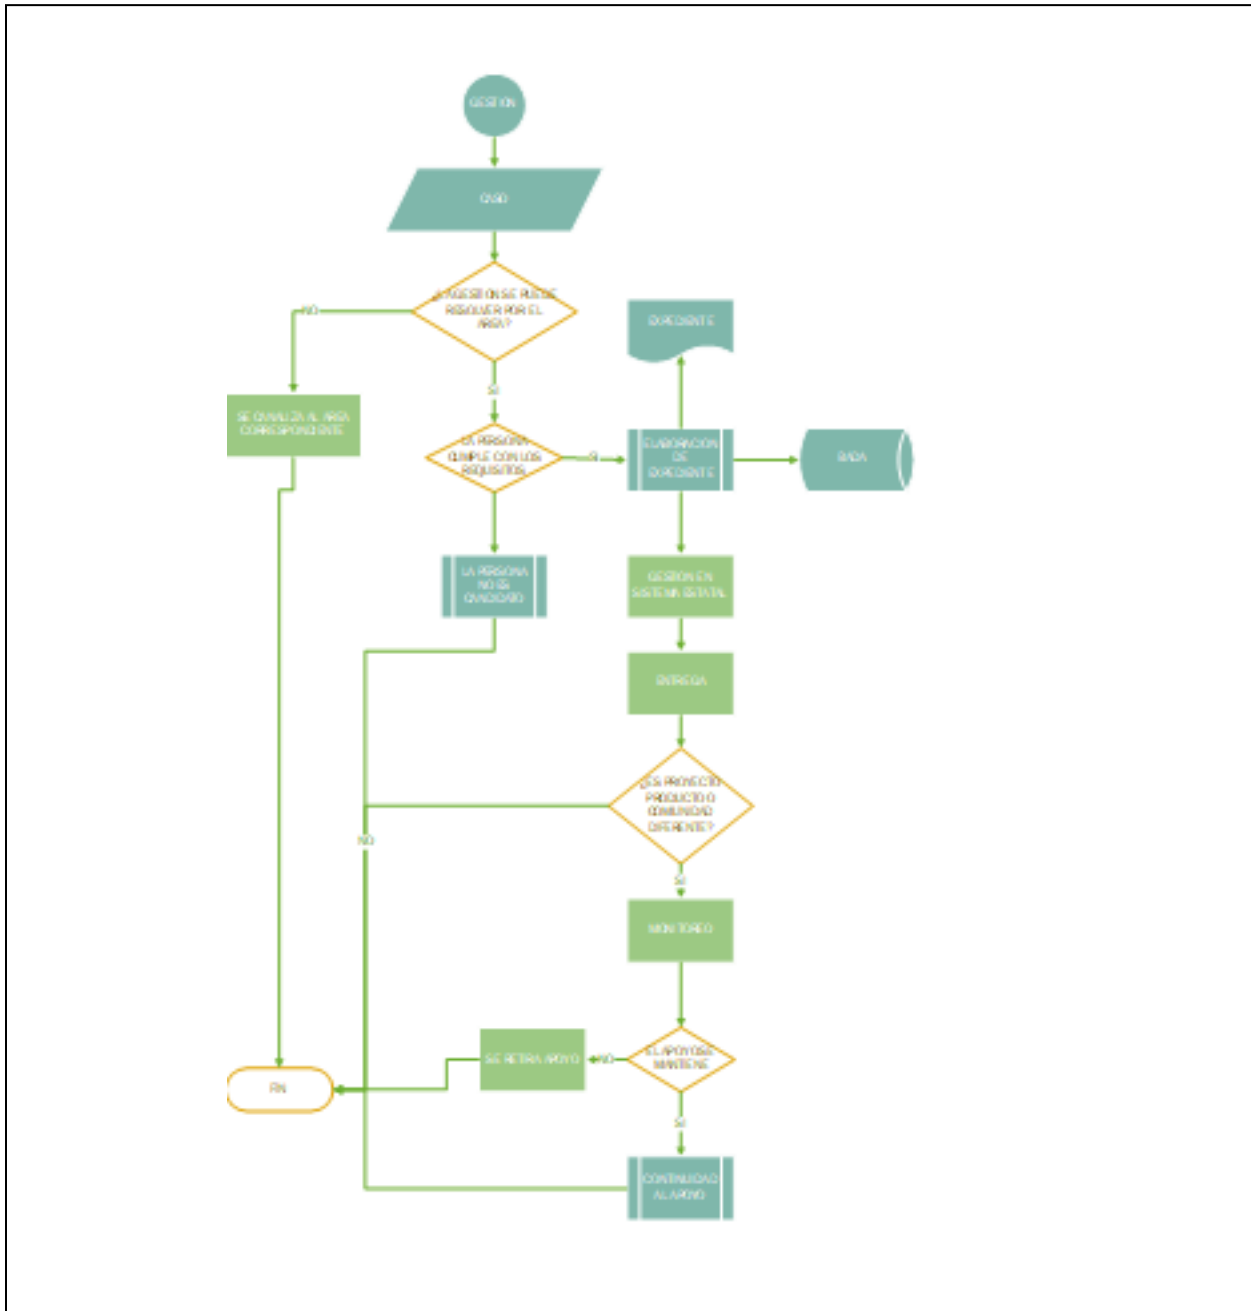 GESTION
CASO
¿LA GESTION SE PUEDE
RESOLVER POR EL
AREA?
NO
SI
EXPEDIENTE
SE CANALIZA AL AREA
CORRESPONDIENTE
LA PERSONA
CUMPLE CON LOS
REQUISITOS
SI
ELABORACION
DE
EXPEDIENTE
LA PERSONA
NO ES
CANDIDATO
GESTION EN
SISTEMA ESTATAL
ENTREGA
¿ES PROYECTO
PRODUCTO O
COMUNIDAD
DIFERENTE?
NO
SI
MONITOREO
SE RETIRA APOYO
NO
EL APOYO SE
MANTIENE
FIN
SI
CONTINUIDAD
AL APOYO